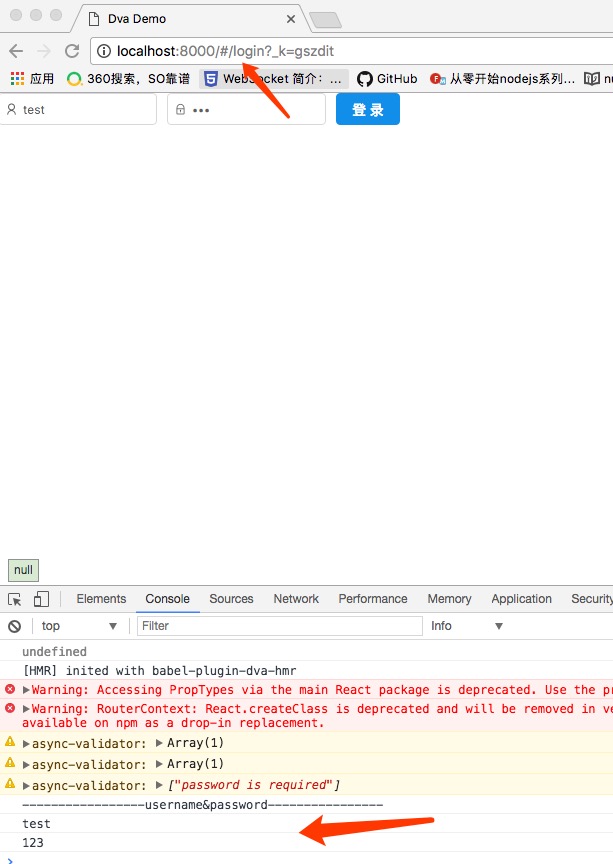 Dva Demo
localhost:8000/#/login?_k=gszdit
应用 360搜索，SO靠谱 WebSocket 简介：... GitHub 从零开始nodejs系列...
test ••• 登 录
null
Elements Console Sources Network Performance Memory Application Security
top Filter Info
undefined
[HMR] inited with babel-plugin-dva-hmr
Warning: Accessing PropTypes via the main React package is deprecated. Use the
Warning: RouterContext: React.createClass is deprecated and will be removed in
available on npm as a drop-in replacement.
async-validator: Array(1)
async-validator: Array(1)
async-validator: ["password is required"]
-----------------username&password----------------
test
123